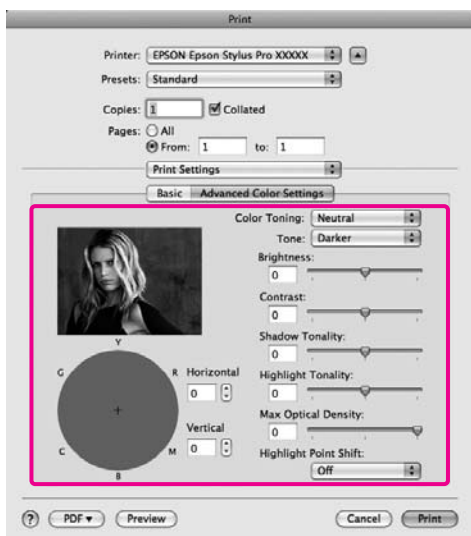 Print
Printer: EPSON Epson Stylus Pro XXXXX
Presets: Standard
Copies: 1 Collated
Pages: All
From: 1 to: 1
Print Settings
Basic Advanced Color Settings
Color Toning: Neutral
Tone: Darker
Brightness:
0
Contrast:
0
Shadow Tonality:
0
Highlight Tonality:
0
Max Optical Density:
0
Highlight Point Shift:
Off
Y
G R
C M
B
Horizontal
0
Vertical
0
? PDF Preview Cancel Print